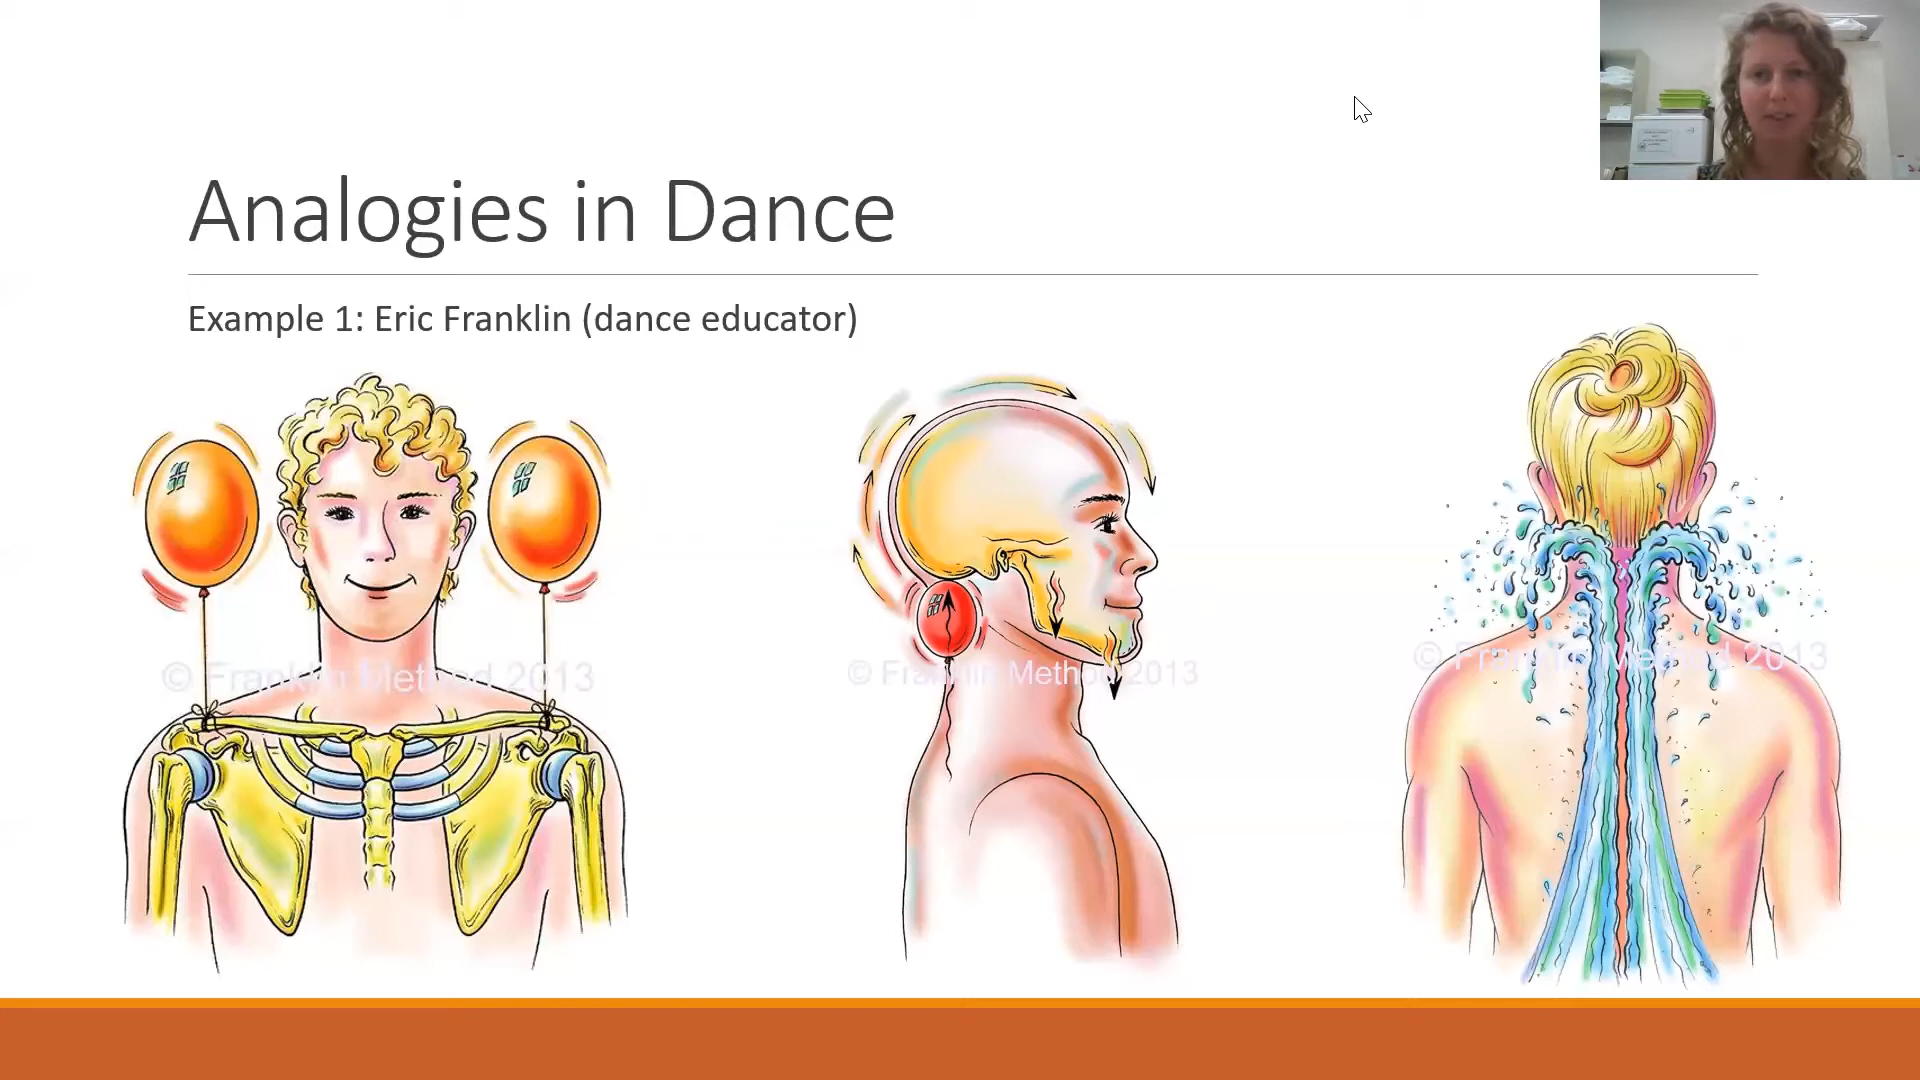 Analogies in Dance
Example 1: Eric Franklin (dance educator)
© Franklin Method 2013
© Franklin Method 2013
© Franklin Method 2013